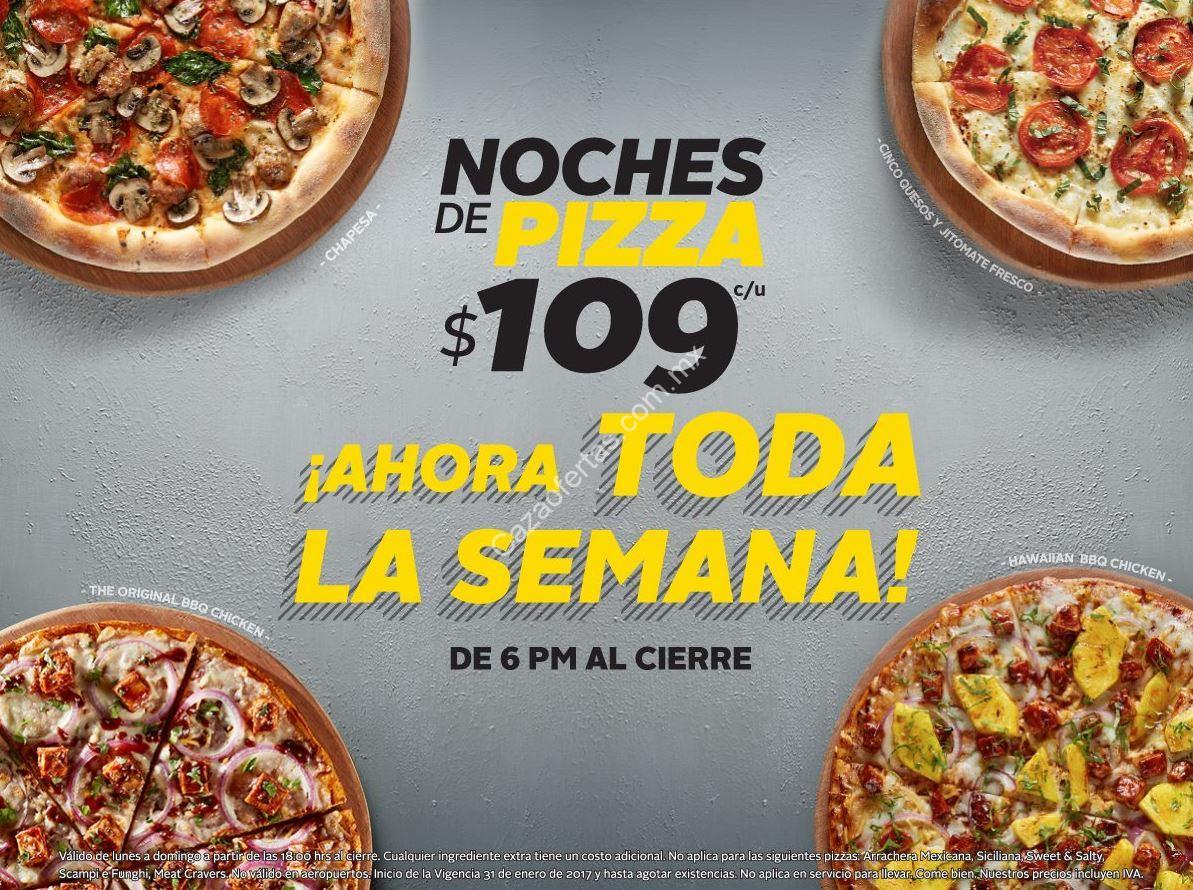 NOCHES
DE PIZZA
$109 c/u
¡AHORA TODA
LA SEMANA!
DE 6 PM AL CIERRE
- CHAPESA -
- CINCO QUESOS Y JITOMATE FRESCO -
- THE ORIGINAL BBQ CHICKEN -
- HAWAIIAN BBQ CHICKEN -
Cazaofertas.com.mx
Válido de lunes a domingo a partir de las 18:00 hrs al cierre. Cualquier ingrediente extra tiene un costo adicional. No aplica para las siguientes pizzas: Arrachera Mexicana, Siciliana, Sweet & Salty,
Scampi e Funghi, Meat Cravers. No válido en aeropuertos. Inicio de la Vigencia 31 de enero de 2017 y hasta agotar existencias. No aplica en servicio para llevar. Come bien. Nuestros precios incluyen IVA.